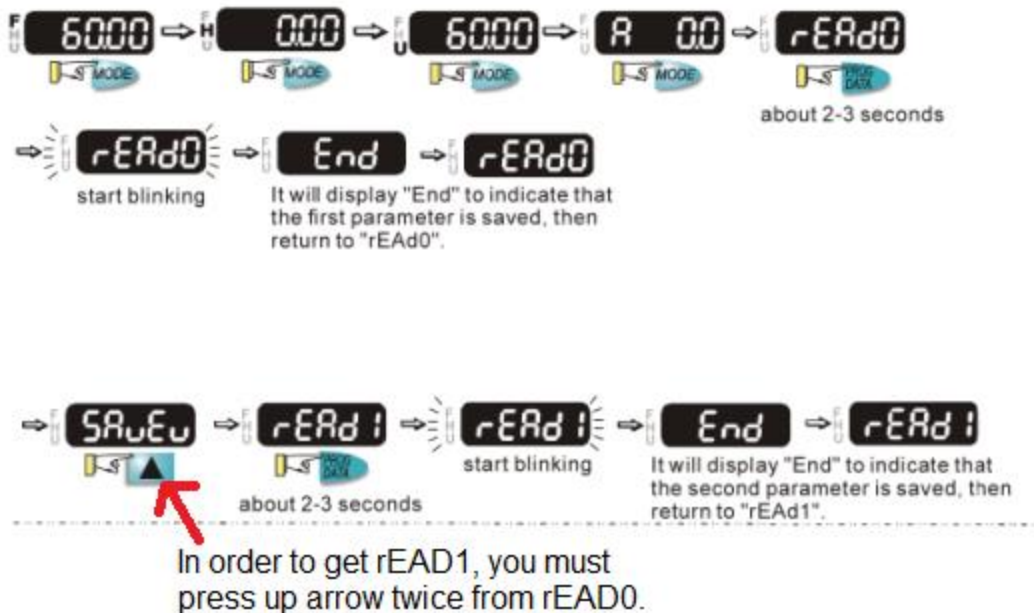 F H U 60.00 ⇨ F H U 0.00 ⇨ F H U 60.00 ⇨ A 0.0 ⇨ F H U rEAd0
MODE MODE MODE MODE PROG DATA
about 2-3 seconds
⇨ F H U rEAd0 ⇨ F H U End ⇨ F H U rEAd0
start blinking
It will display "End" to indicate that
the first parameter is saved, then
return to "rEAd0".
⇨ F H U SAvEv ⇨ F H U rEAd1 ⇨ F H U rEAd1 ⇨ F H U End ⇨ F H U rEAd1
PROG DATA
about 2-3 seconds
start blinking
It will display "End" to indicate that
the second parameter is saved, then
return to "rEAd1".
In order to get rEAD1, you must
press up arrow twice from rEAD0.